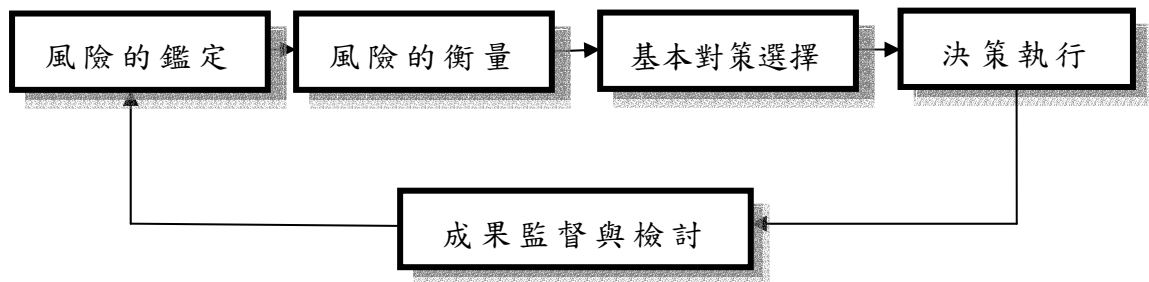 風險的鑑定
風險的衡量
基本對策選擇
決策執行
成果監督與檢討